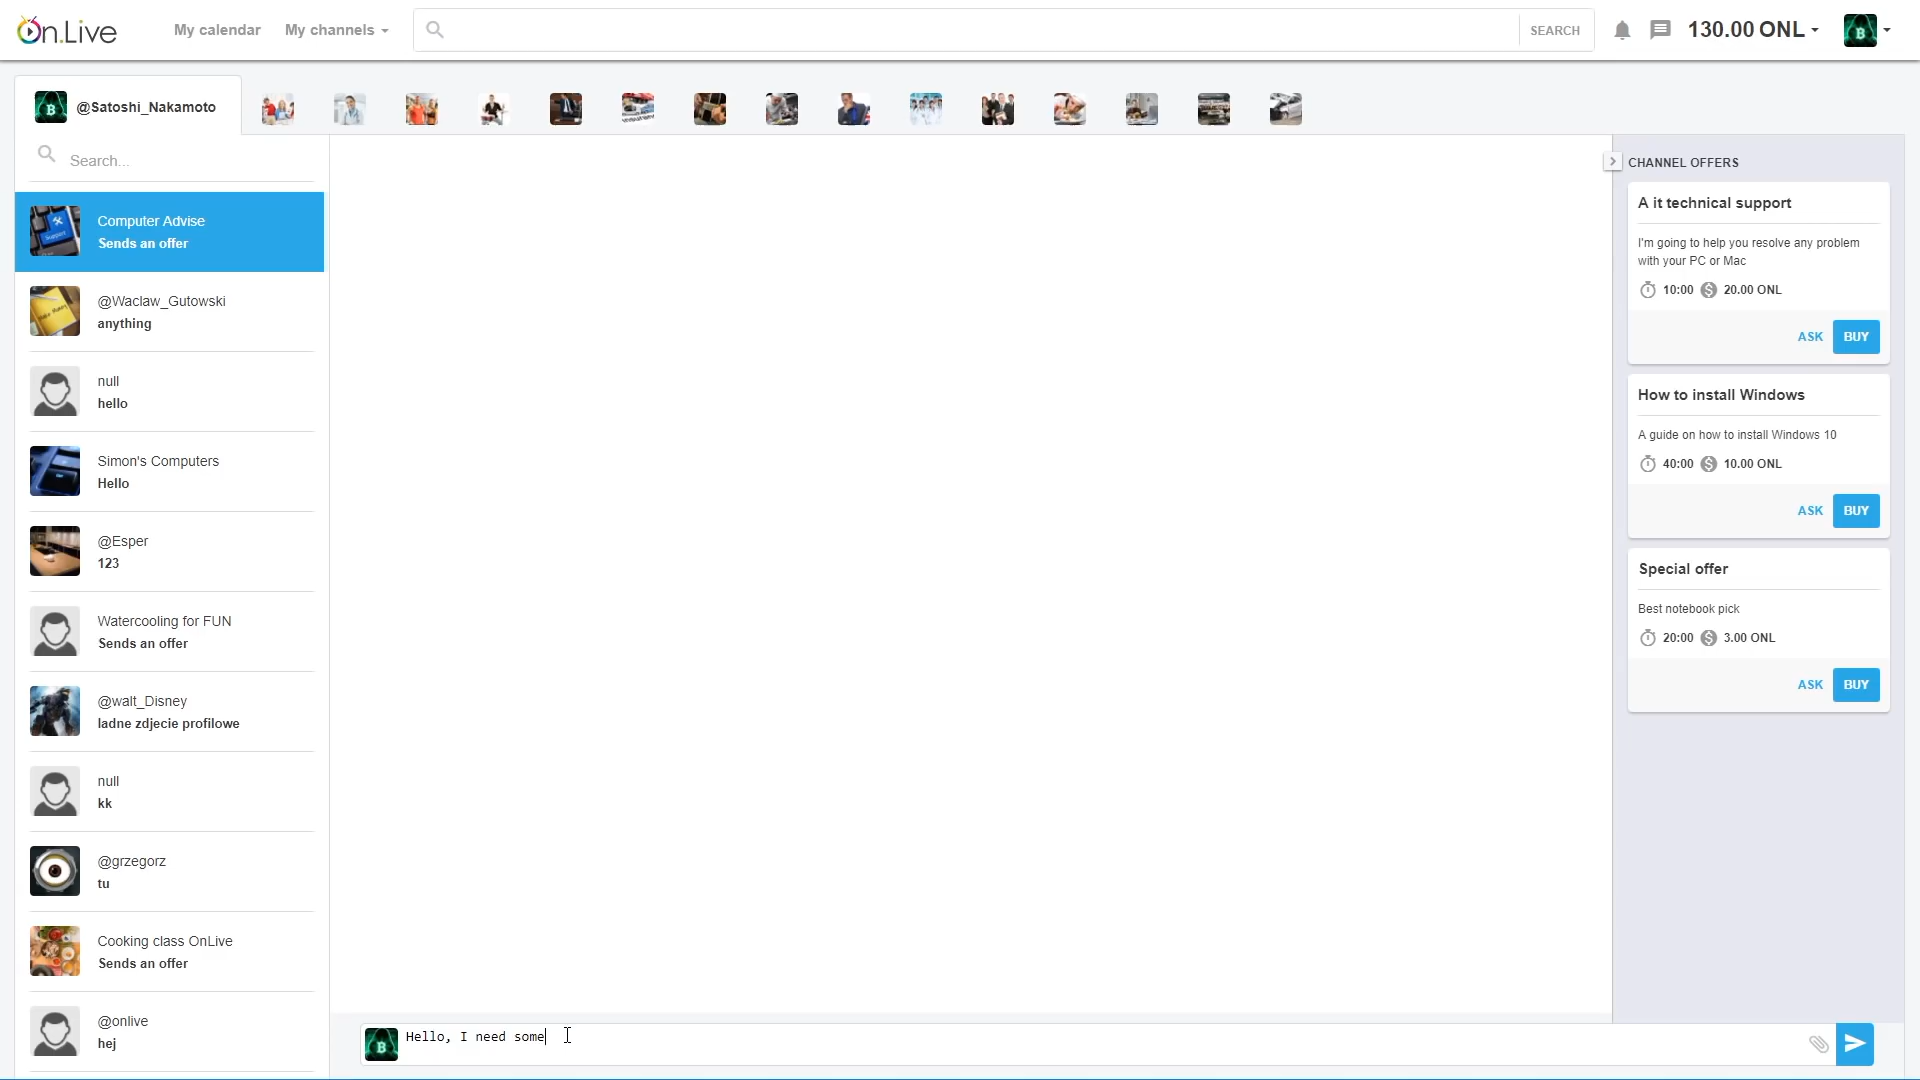 On.Live
My calendar
My channels
SEARCH
130.00 ONL
@Satoshi_Nakamoto
Search...
Computer Advise
Sends an offer
@Waclaw_Gutowski
anything
null
hello
Simon's Computers
Hello
@Esper
123
Watercooling for FUN
Sends an offer
@walt_Disney
ladne zdjecie profilowe
null
kk
@grzegorz
tu
Cooking class OnLive
Sends an offer
@onlive
hej
Hello, I need some
CHANNEL OFFERS
A it technical support
I'm going to help you resolve any problem
with your PC or Mac
10:00 20.00 ONL
ASK BUY
How to install Windows
A guide on how to install Windows 10
40:00 10.00 ONL
ASK BUY
Special offer
Best notebook pick
20:00 3.00 ONL
ASK BUY